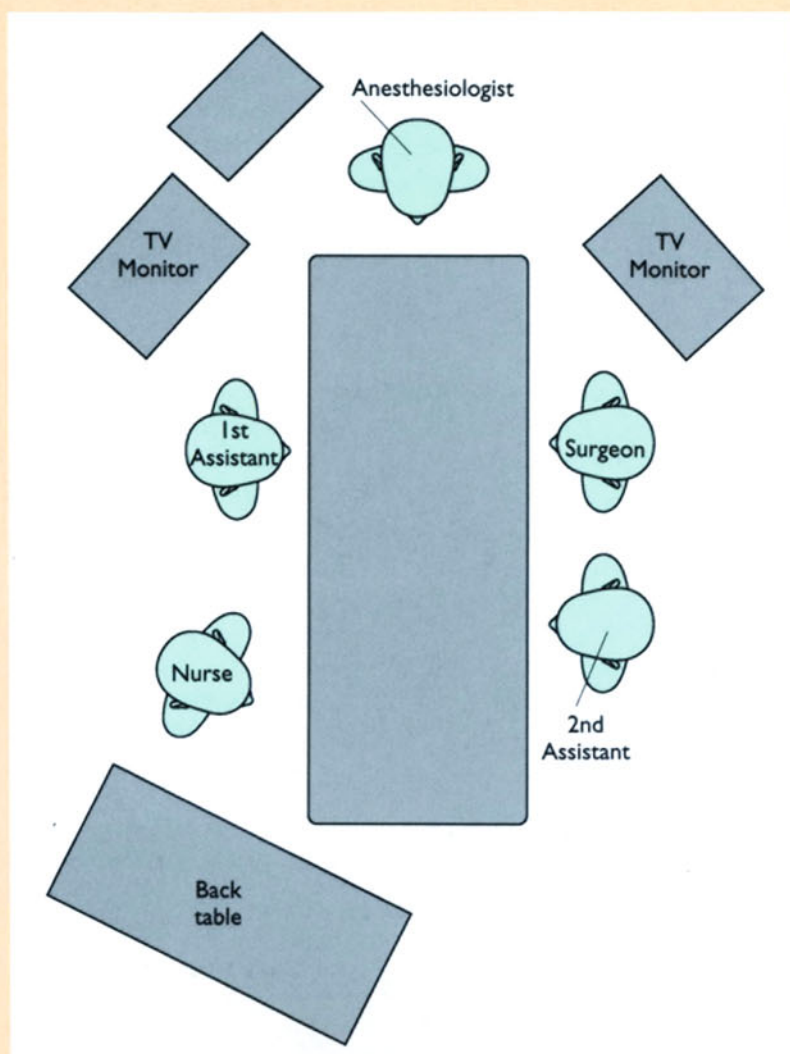 Anesthesiologist
TV
Monitor
TV
Monitor
1st
Assistant
Surgeon
Nurse
2nd
Assistant
Back
table